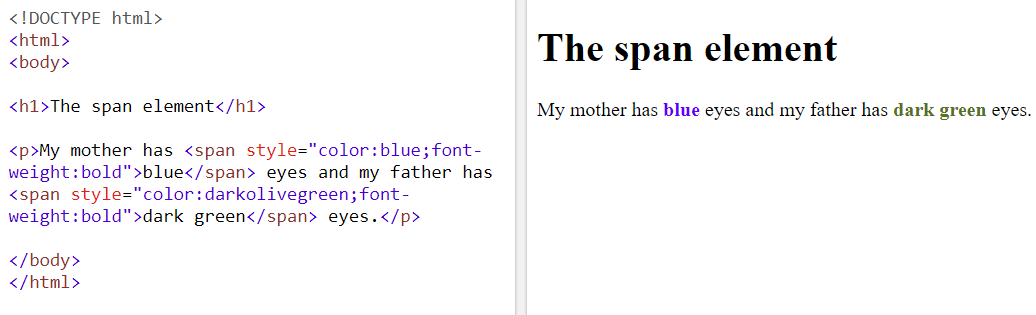 <!DOCTYPE html>
<html>
<body>
<h1>The span element</h1>
<p>My mother has <span style="color:blue;font-
weight:bold">blue</span> eyes and my father has
<span style="color:darkolivegreen;font-
weight:bold">dark green</span> eyes.</p>
</body>
</html>
The span element
My mother has blue eyes and my father has dark green eyes.